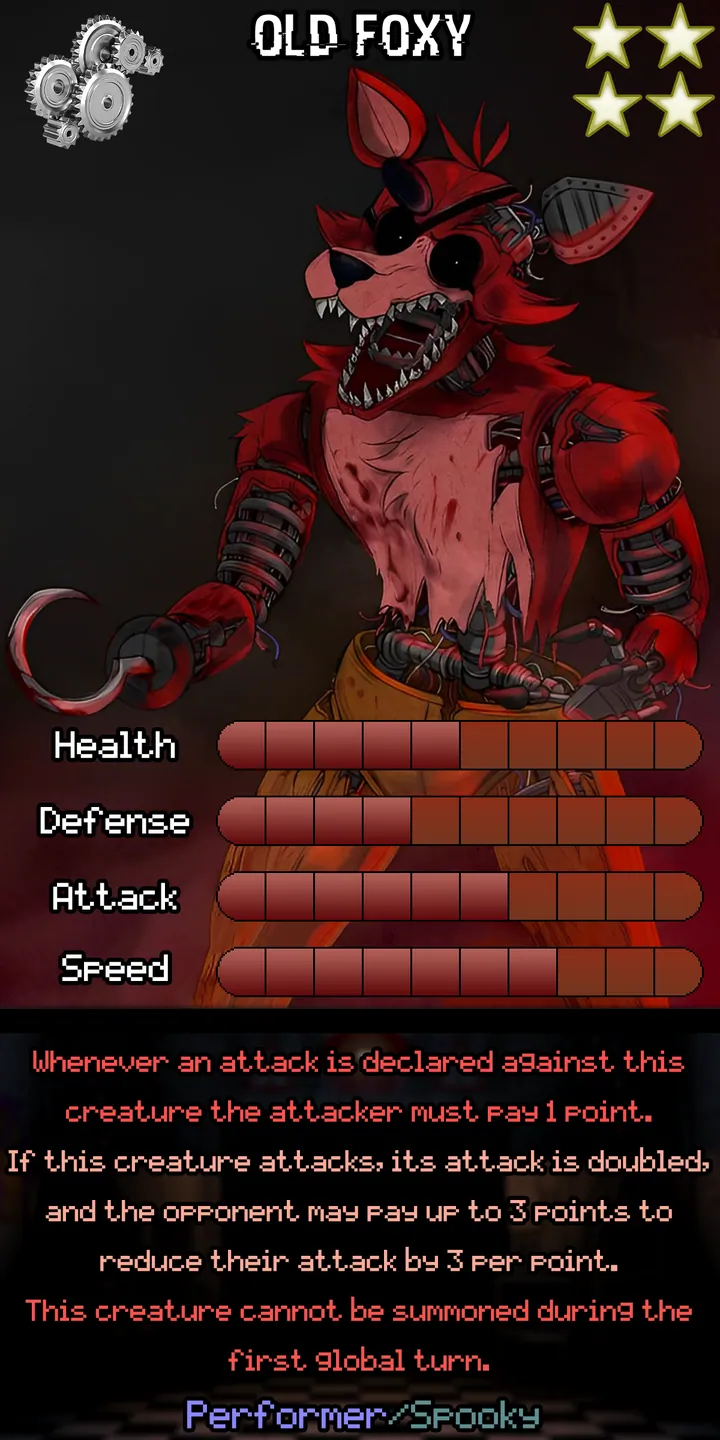 OLD FOXY
Health
Defense
Attack
Speed
Whenever an attack is declared against this
creature the attacker must pay 1 point.
If this creature attacks, its attack is doubled,
and the opponent may pay up to 3 points to
reduce their attack by 3 per point.
This creature cannot be summoned during the
first global turn.
Performer/Spooky